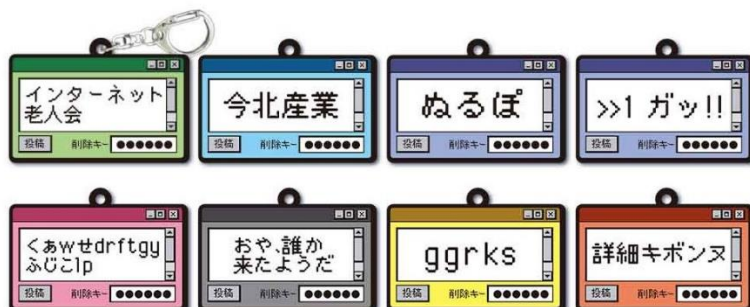 インターネット
老人会
投稿 削除キー ●●●●●●
今北産業
投稿 削除キー ●●●●●●
ぬるぽ
投稿 削除キー ●●●●●●
>>1 ガッ!!
投稿 削除キー ●●●●●●
くあwせdrftgy
ふじこlp
投稿 削除キー ●●●●●●
おや、誰か
来たようだ
投稿 削除キー ●●●●●●
ggrks
投稿 削除キー ●●●●●●
詳細キボンヌ
投稿 削除キー ●●●●●●